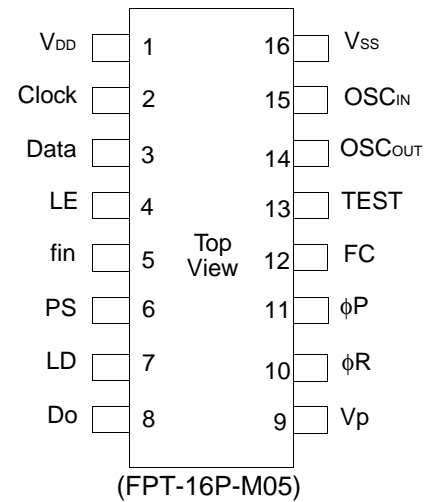 VDD 1 16 VSS
Clock 2 15 OSCIN
Data 3 14 OSCOUT
LE 4 13 TEST
fin 5 Top View 12 FC
PS 6 11 ϕP
LD 7 10 ϕR
Do 8 9 Vp
(FPT-16P-M05)